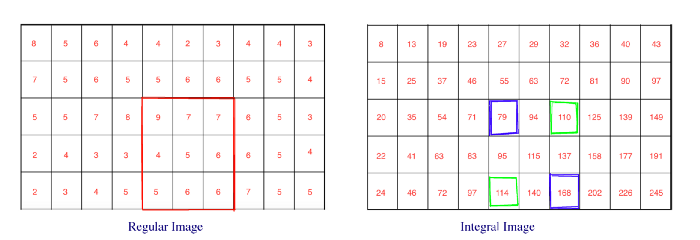 8 5 6 4 4 2 3 4 4 3
7 5 6 5 5 6 6 5 5 4
5 5 7 8 9 7 7 6 5 3
2 4 3 3 4 5 6 6 5 4
2 3 4 5 5 6 6 7 5 5
Regular Image
8 13 19 23 27 29 32 36 40 43
15 25 37 46 55 63 72 81 90 97
20 35 54 71 79 94 110 125 139 149
22 41 63 83 95 115 137 158 177 191
24 46 72 97 114 140 168 202 226 245
Integral Image